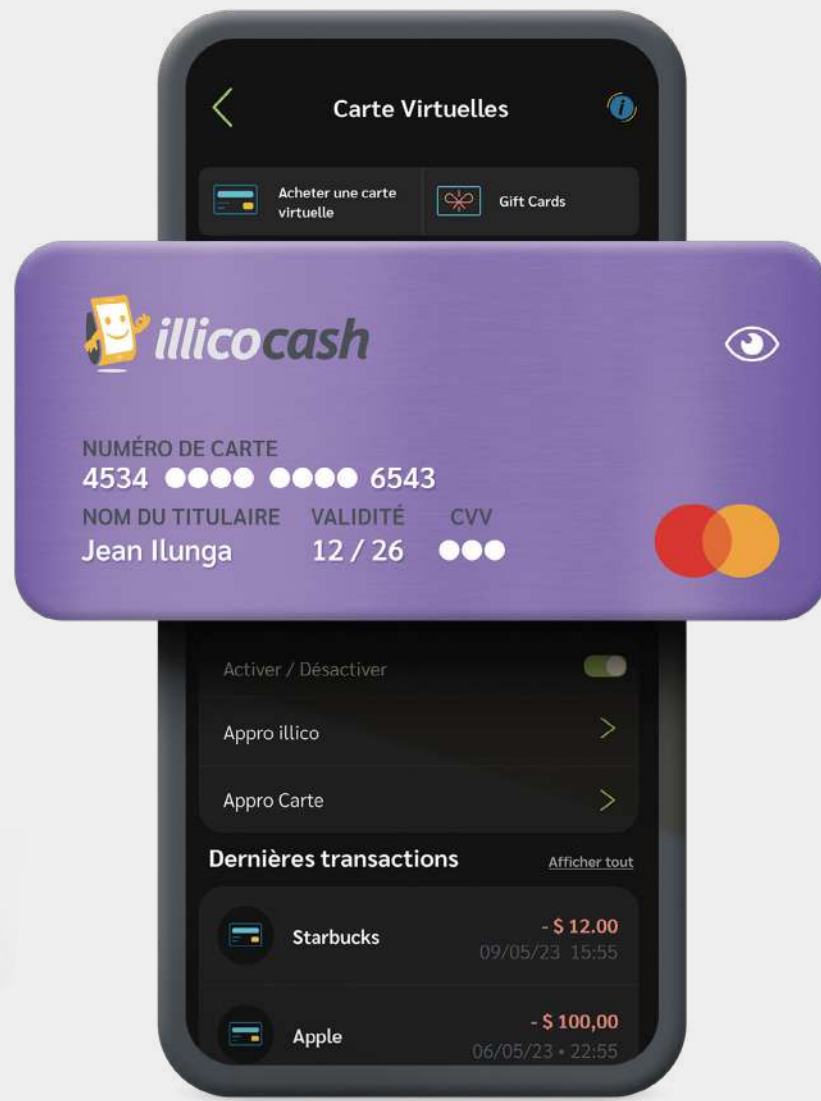 Carte Virtuelles
Acheter une carte
virtuelle
Gift Cards
illicocash
NUMÉRO DE CARTE
4534 ●●●● ●●●● 6543
NOM DU TITULAIRE VALIDITÉ CVV
Jean Ilunga 12 / 26 ●●●
Activer / Désactiver
Appro illico
Appro Carte
Dernières transactions Afficher tout
Starbucks - $ 12.00
09/05/23 15:55
Apple - $ 100,00
06/05/23 • 22:55